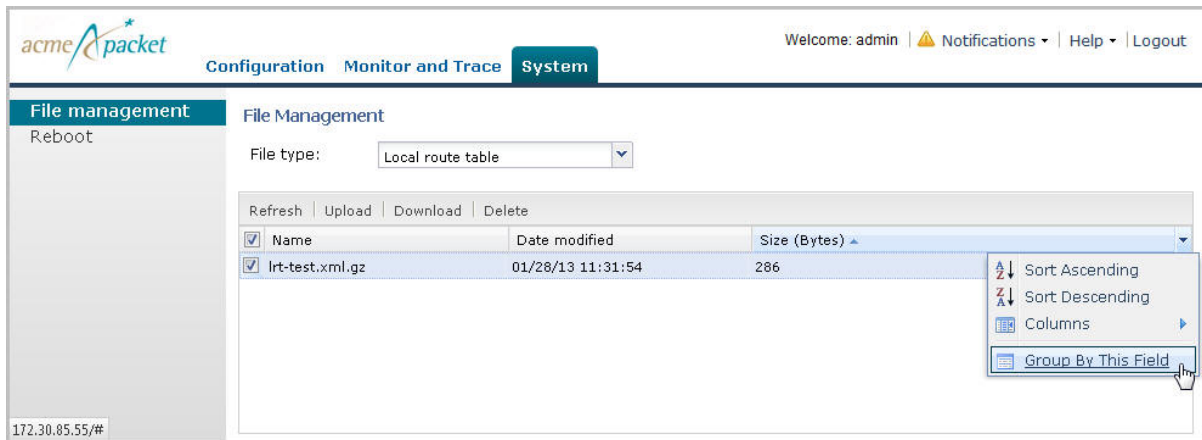 acme packet
Welcome: admin | Notifications | Help | Logout
Configuration Monitor and Trace System
File management
Reboot
File Management
File type: Local route table
Refresh | Upload | Download | Delete
Name Date modified Size (Bytes)
lrt-test.xml.gz 01/28/13 11:31:54 286
Sort Ascending
Sort Descending
Columns
Group By This Field
172.30.85.55/#